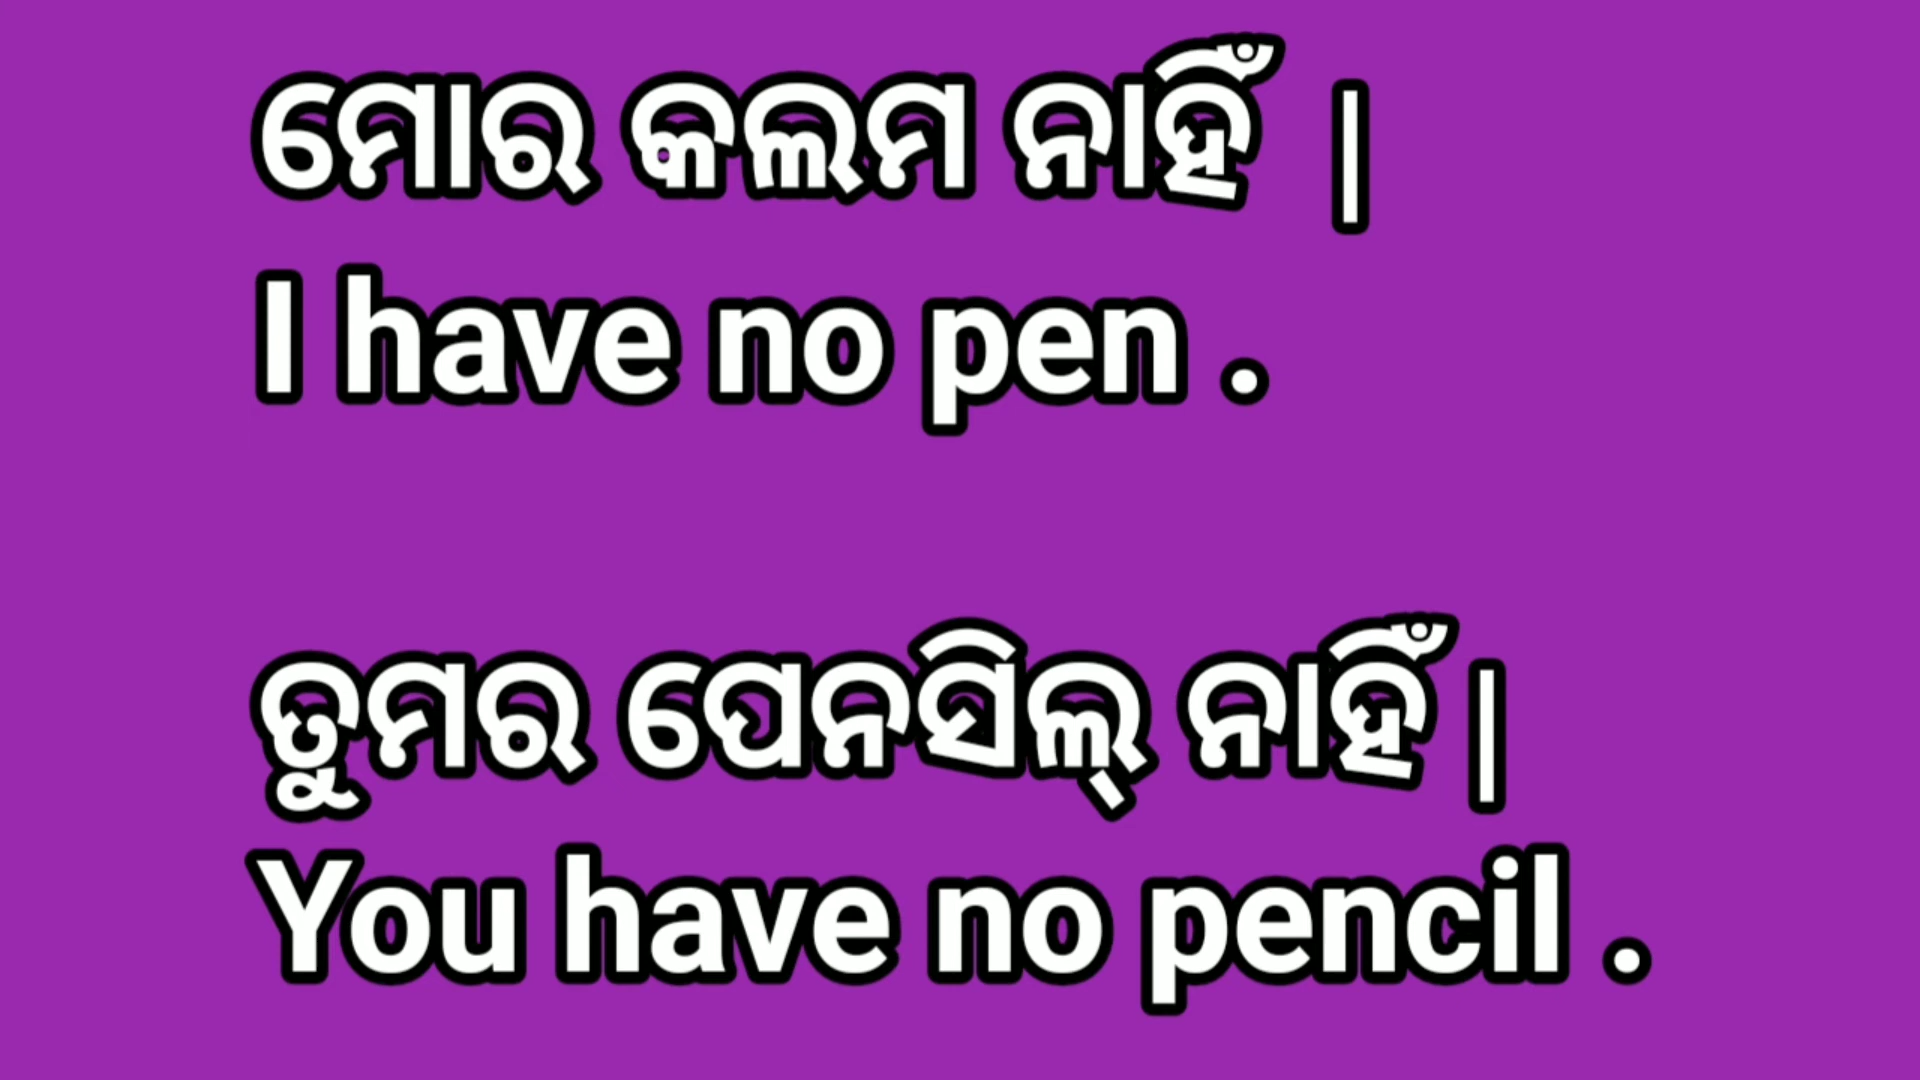 ମୋର କଲମ ନାହିଁ |
I have no pen .
ତୁମର ପେନସିଲ୍ ନାହିଁ |
You have no pencil .